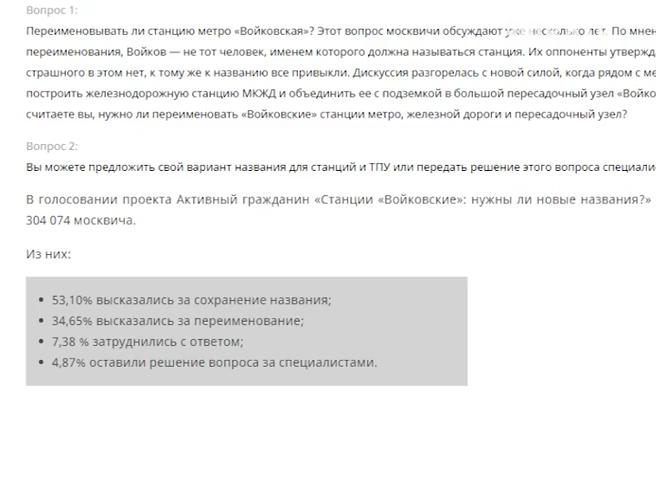 Вопрос 1:
Переименовывать ли станцию метро «Войковская»? Этот вопрос москвичи обсуждают уже несколько лет. По мнен
переименования, Войков — не тот человек, именем которого должна называться станция. Их оппоненты утвержд
страшного в этом нет, к тому же к названию все привыкли. Дискуссия разгорелась с новой силой, когда рядом с ме
построить железнодорожную станцию МКЖД и объединить ее с подземкой в большой пересадочный узел «Войко
считаете вы, нужно ли переименовать «Войковские» станции метро, железной дороги и пересадочный узел?
Вопрос 2:
Вы можете предложить свой вариант названия для станций и ТПУ или передать решение этого вопроса специали
В голосовании проекта Активный гражданин «Станции «Войковские»: нужны ли новые названия?»
304 074 москвича.
Из них:
• 53,10% высказались за сохранение названия;
• 34,65% высказались за переименование;
• 7,38 % затруднились с ответом;
• 4,87% оставили решение вопроса за специалистами.